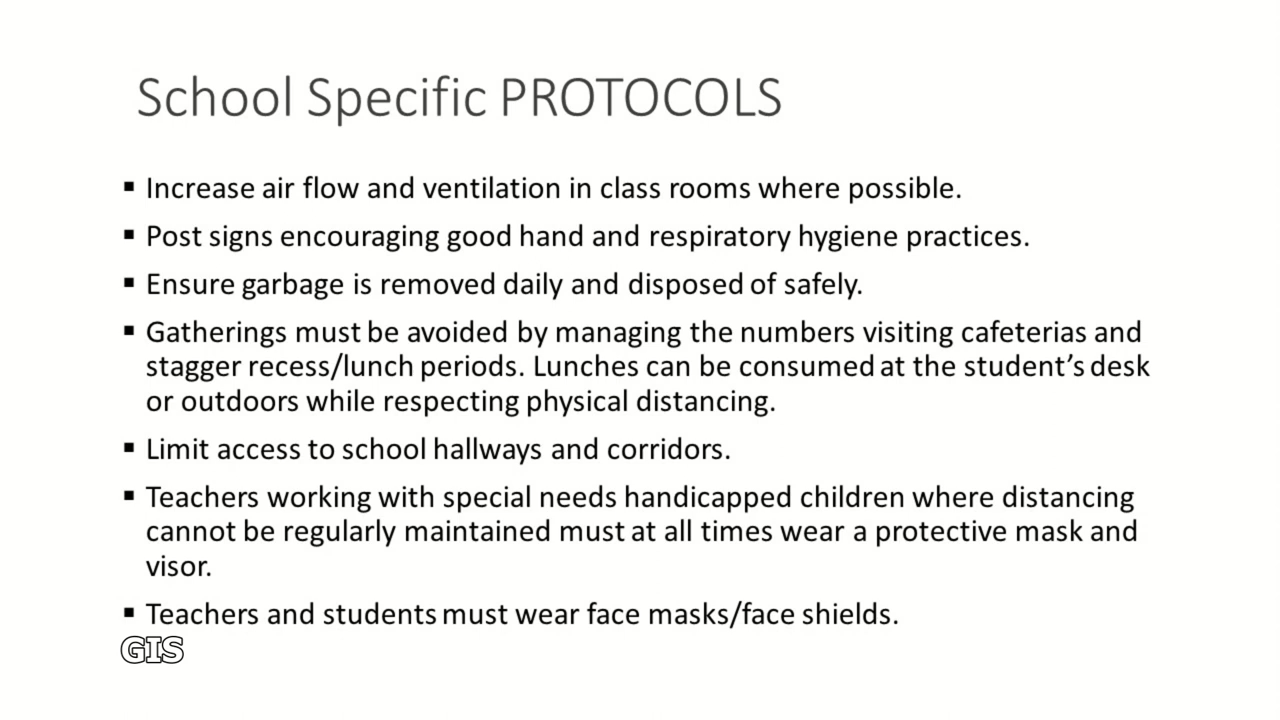 School Specific PROTOCOLS
▪ Increase air flow and ventilation in class rooms where possible.
▪ Post signs encouraging good hand and respiratory hygiene practices.
▪ Ensure garbage is removed daily and disposed of safely.
▪ Gatherings must be avoided by managing the numbers visiting cafeterias and
stagger recess/lunch periods. Lunches can be consumed at the student’s desk
or outdoors while respecting physical distancing.
▪ Limit access to school hallways and corridors.
▪ Teachers working with special needs handicapped children where distancing
cannot be regularly maintained must at all times wear a protective mask and
visor.
▪ Teachers and students must wear face masks/face shields.
GIS